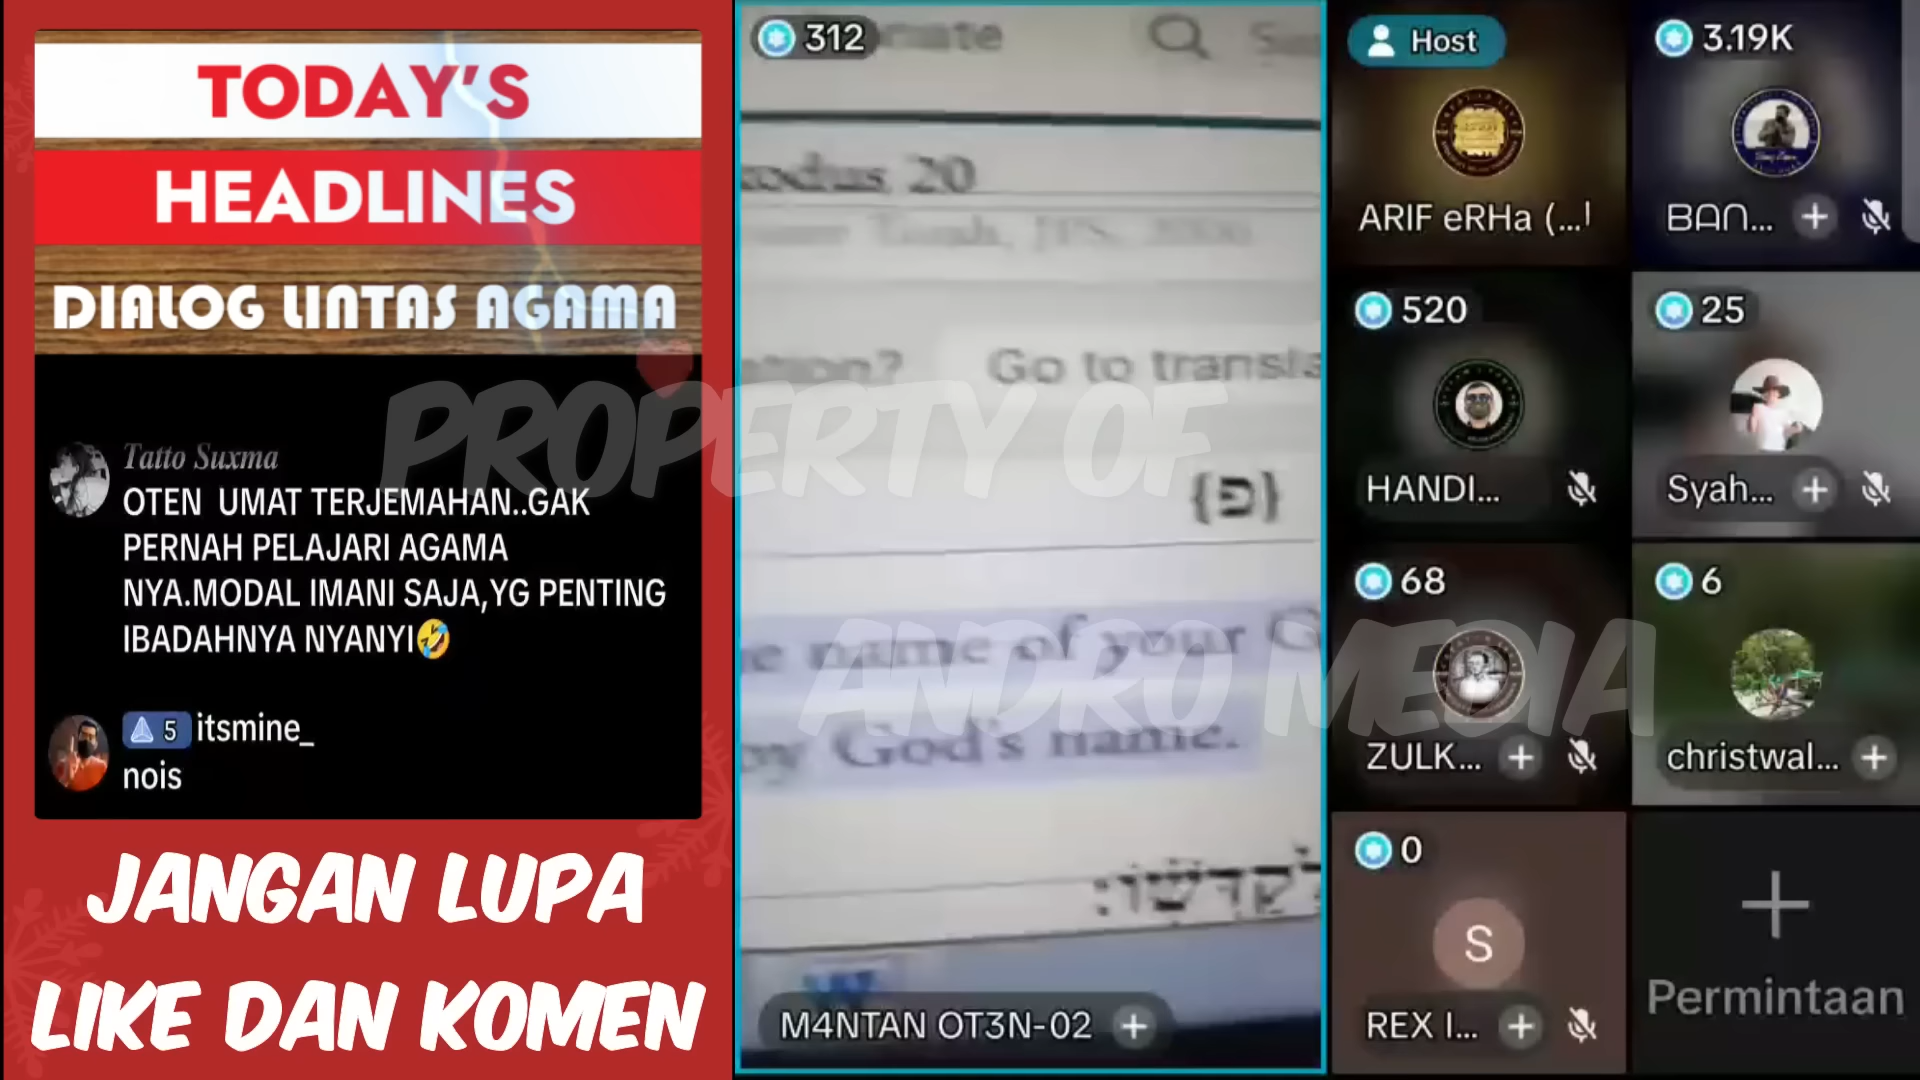 TODAY'S
HEADLINES
DIALOG LINTAS AGAMA
Tatto Suxma
OTEN UMAT TERJEMAHAN..GAK
PERNAH PELAJARI AGAMA
NYA.MODAL IMANI SAJA,YG PENTING
IBADAHNYA NYANYI🤣
5 itsmine_
nois
JANGAN LUPA
LIKE DAN KOMEN
PROPERTY OF
ANDRO MEDIA
312
20
JPS,
Go to
{פ}
name of your
God's name.
M4NTAN OT3N-02
Host
ARIF eRHa (...
3.19K
BAN...
520
HANDI...
25
Syah...
68
ZULK...
6
christwal...
0
S
REX I...
Permintaan